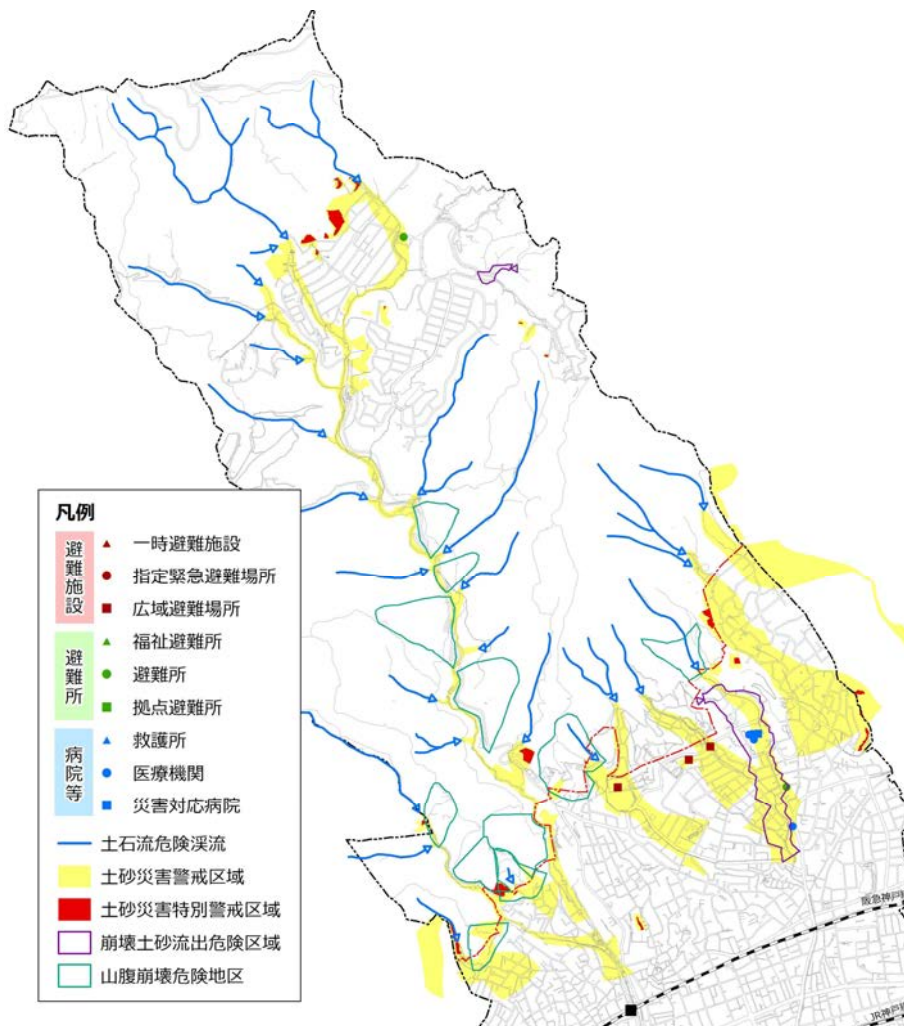 凡例
避難施設
一時避難施設
指定緊急避難場所
広域避難場所
避難所
福祉避難所
避難所
拠点避難所
病院等
救護所
医療機関
災害対応病院
土石流危険渓流
土砂災害警戒区域
土砂災害特別警戒区域
崩壊土砂流出危険区域
山腹崩壊危険地区
阪急神戸
JR神戸